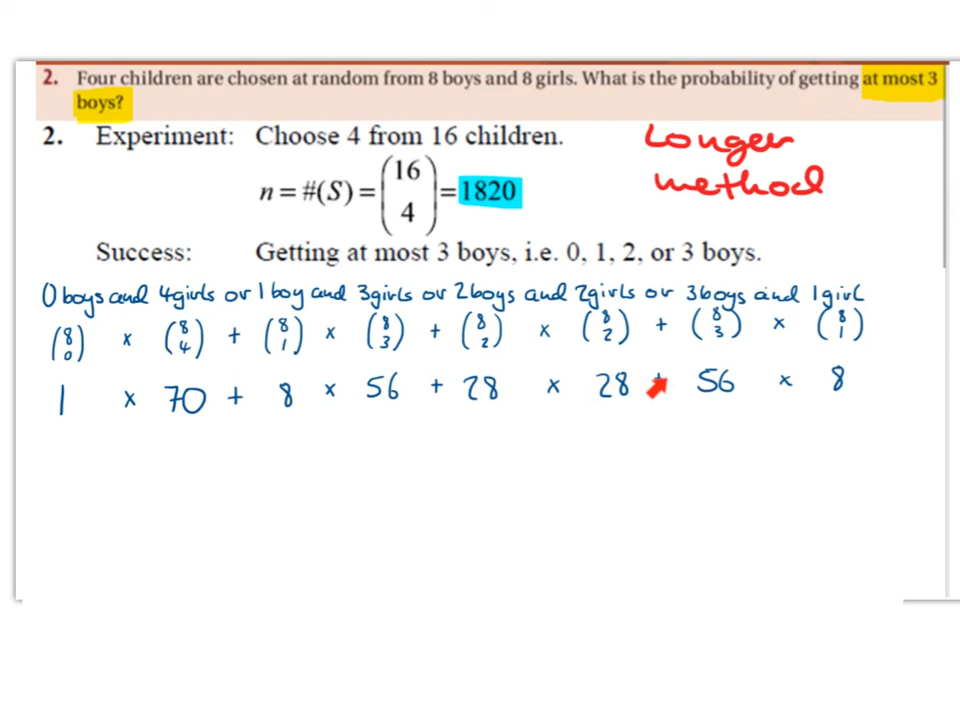 2. Four children are chosen at random from 8 boys and 8 girls. What is the probability of getting at most 3
boys?
2. Experiment: Choose 4 from 16 children.
Longer
method
n = #(S) = (16 4) = 1820
Success: Getting at most 3 boys, i.e. 0, 1, 2, or 3 boys.
0 boys and 4 girls or 1 boy and 3 girls or 2 boys and 2 girls or 3 boys and 1 girl
(8 0) × (8 4) + (8 1) × (8 3) + (8 2) × (8 2) + (8 3) × (8 1)
1 × 70 + 8 × 56 + 28 × 28 + 56 × 8